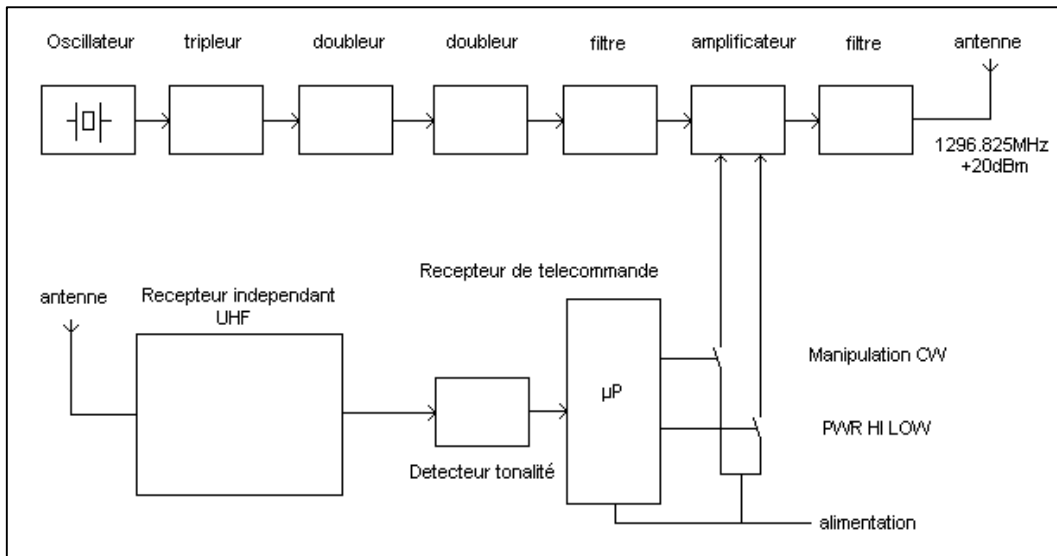 Oscillateur
tripleur
doubleur
doubleur
filtre
amplificateur
filtre
antenne
1296.825MHz
+20dBm
Recepteur de telecommande
antenne
Recepteur independant
UHF
µP
Manipulation CW
PWR HI LOW
Detecteur tonalité
alimentation